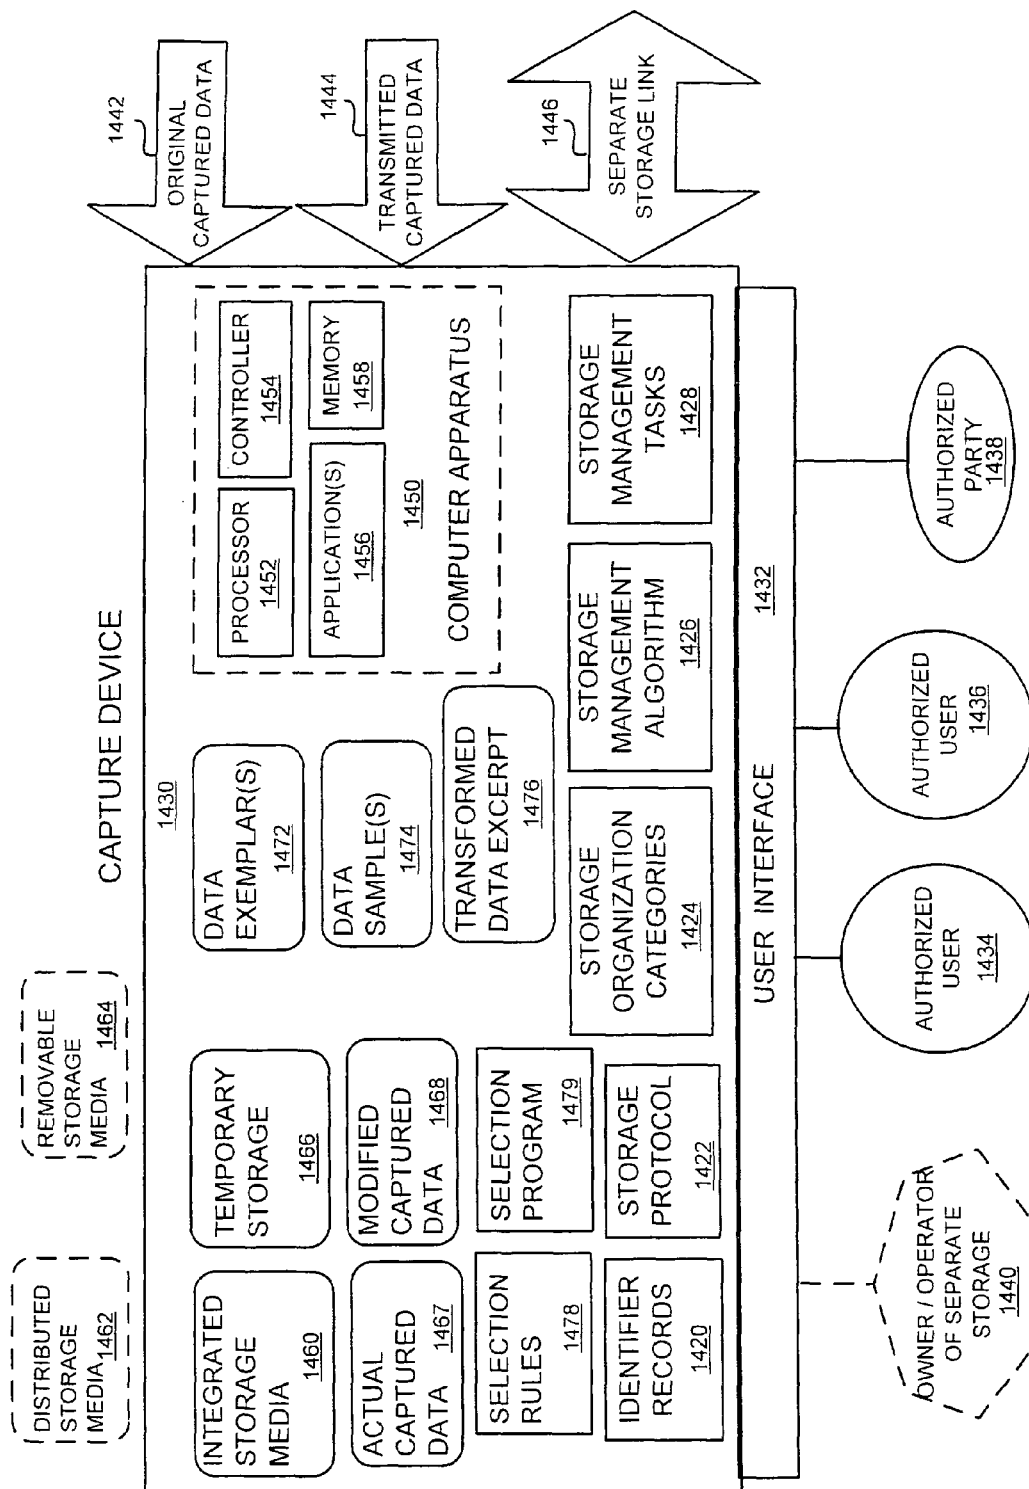 CAPTURE DEVICE
DISTRIBUTED
STORAGE
MEDIA 1462
REMOVABLE
STORAGE
MEDIA 1464
1430
INTEGRATED
STORAGE
MEDIA 1460
TEMPORARY
STORAGE
1466
DATA
EXEMPLAR(S)
1472
PROCESSOR
1452
CONTROLLER
1454
ACTUAL
CAPTURED
DATA 1467
MODIFIED
CAPTURED
DATA 1468
DATA
SAMPLE(S)
1474
APPLICATION(S)
1456
MEMORY
1458
1450
COMPUTER APPARATUS
SELECTION
RULES 1478
SELECTION
PROGRAM
1479
TRANSFORMED
DATA EXCERPT
1476
IDENTIFIER
RECORDS
1420
STORAGE
PROTOCOL
1422
STORAGE
ORGANIZATION
CATEGORIES
1424
STORAGE
MANAGEMENT
ALGORITHM
1426
STORAGE
MANAGEMENT
TASKS
1428
1442
ORIGINAL
CAPTURED DATA
1444
TRANSMITTED
CAPTURED DATA
1446
SEPARATE
STORAGE LINK
USER INTERFACE 1432
OWNER / OPERATOR
OF SEPARATE
STORAGE
1440
AUTHORIZED
USER
1434
AUTHORIZED
USER
1436
AUTHORIZED
PARTY
1438